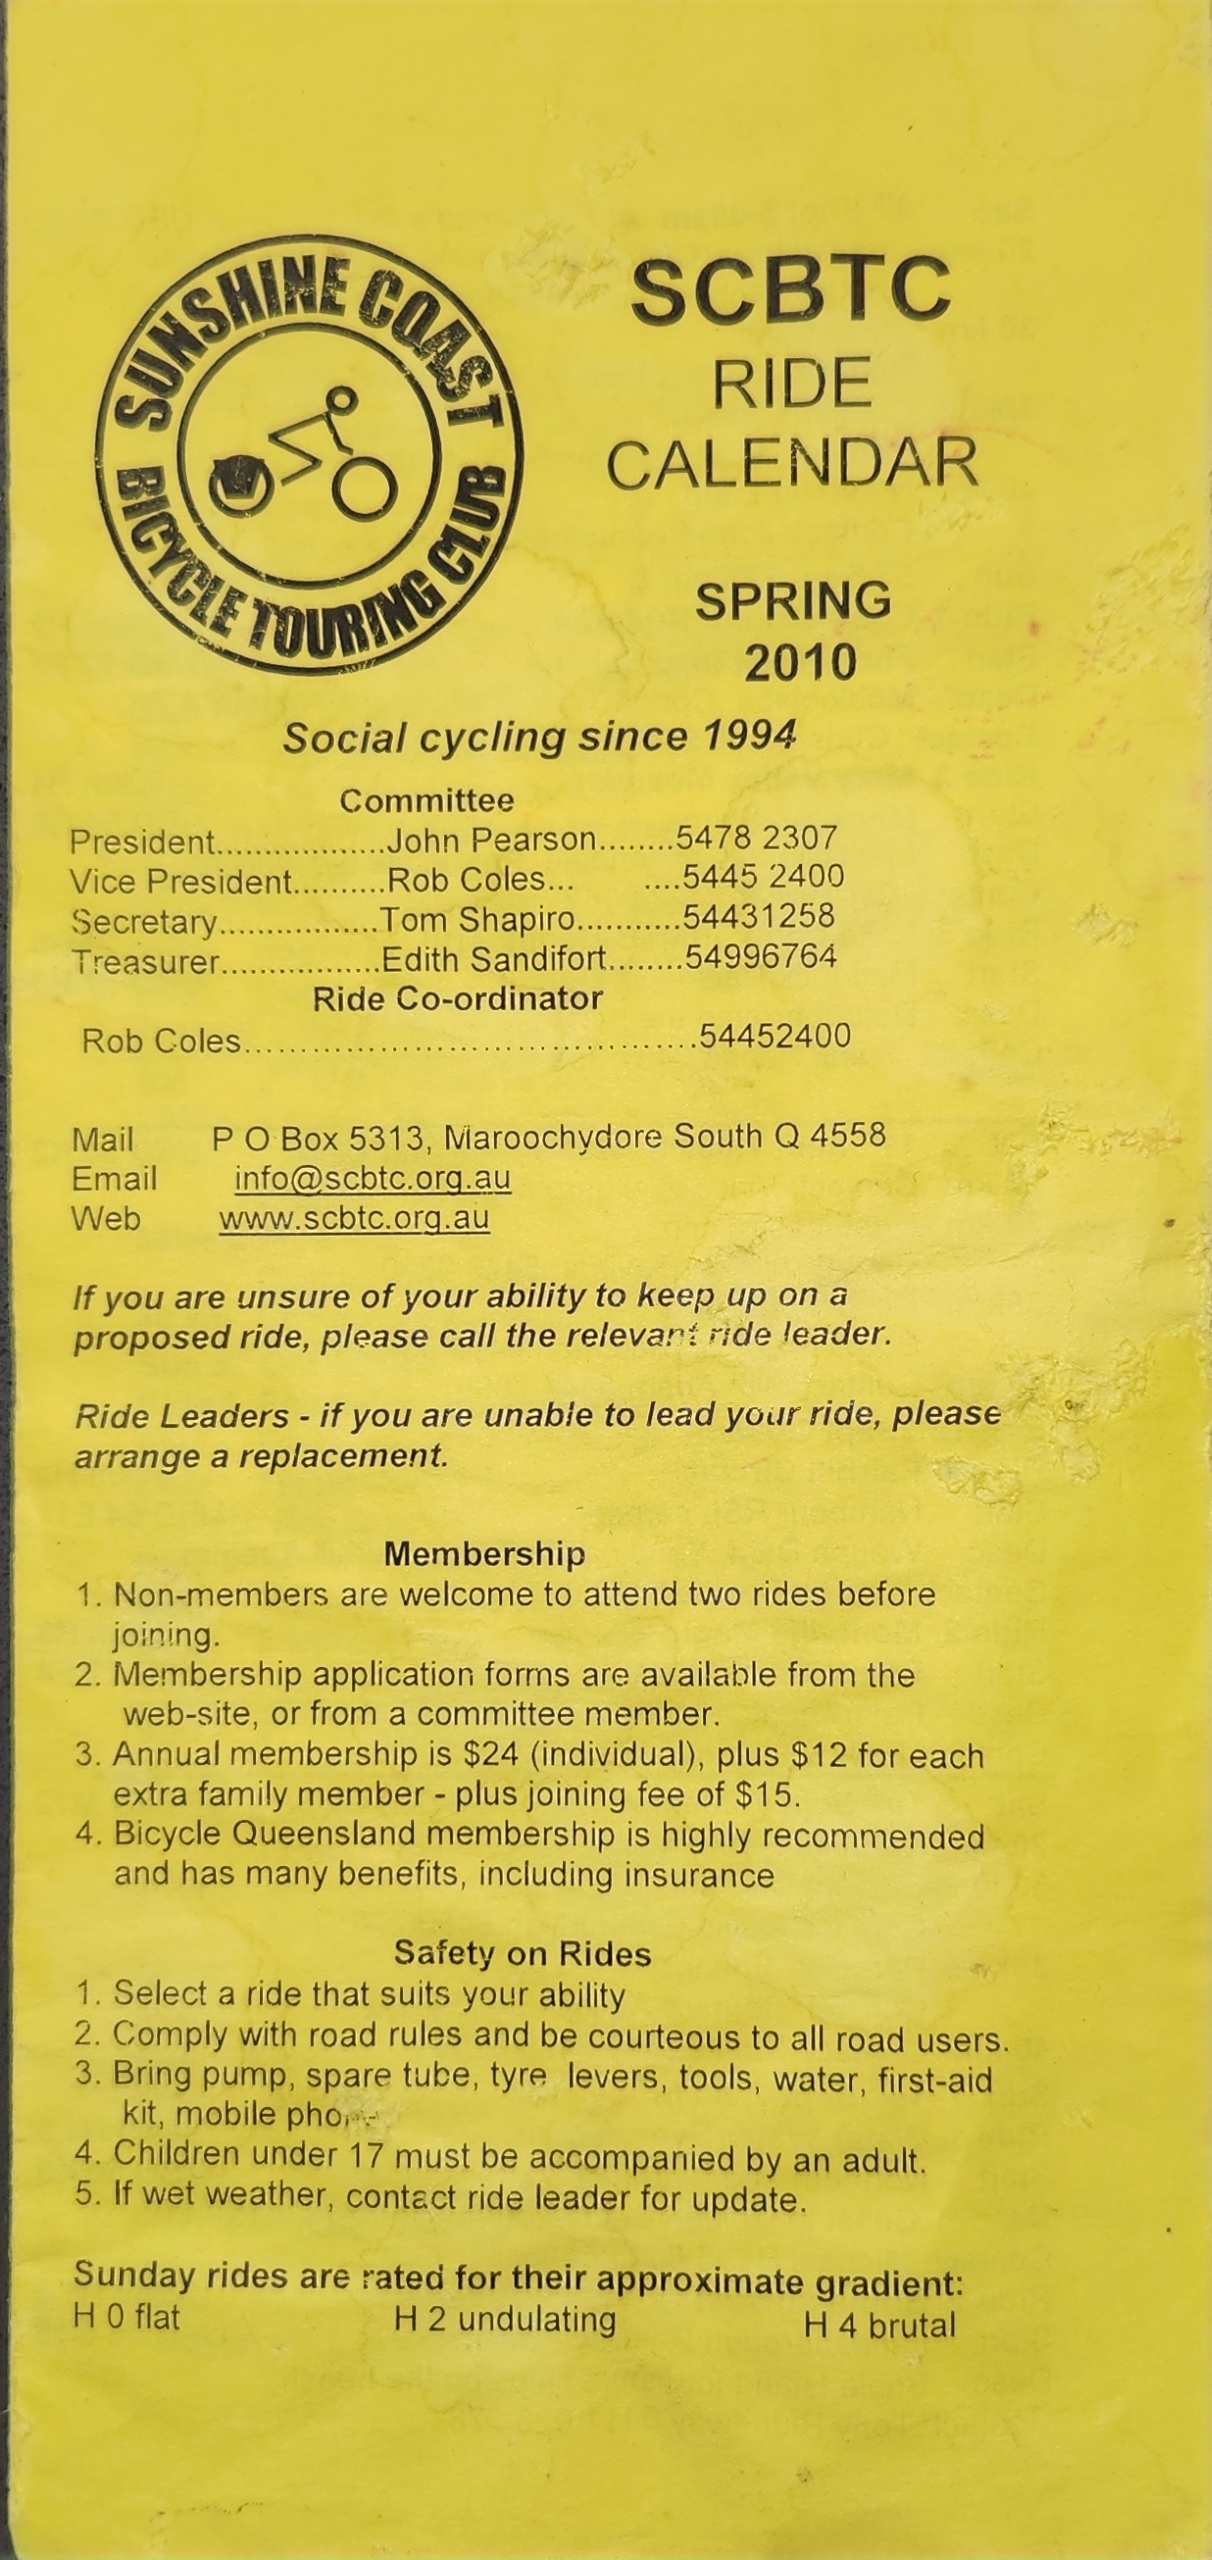 SUNSHINE COAST
BICYCLE TOURING CLUB
SCBTC
RIDE
CALENDAR
SPRING
2010
Social cycling since 1994
Committee
President..................John Pearson........5478 2307
Vice President..........Rob Coles... ....5445 2400
Secretary.................Tom Shapiro...........54431258
Treasurer.................Edith Sandifort........54996764
Ride Co-ordinator
Rob Coles..........................................54452400
Mail P O Box 5313, Maroochydore South Q 4558
Email info@scbtc.org.au
Web www.scbtc.org.au
If you are unsure of your ability to keep up on a
proposed ride, please call the relevant ride leader.
Ride Leaders - if you are unable to lead your ride, please
arrange a replacement.
Membership
1. Non-members are welcome to attend two rides before
joining.
2. Membership application forms are available from the
web-site, or from a committee member.
3. Annual membership is $24 (individual), plus $12 for each
extra family member - plus joining fee of $15.
4. Bicycle Queensland membership is highly recommended
and has many benefits, including insurance
Safety on Rides
1. Select a ride that suits your ability
2. Comply with road rules and be courteous to all road users.
3. Bring pump, spare tube, tyre levers, tools, water, first-aid
kit, mobile phone
4. Children under 17 must be accompanied by an adult.
5. If wet weather, contact ride leader for update.
Sunday rides are rated for their approximate gradient:
H 0 flat H 2 undulating H 4 brutal